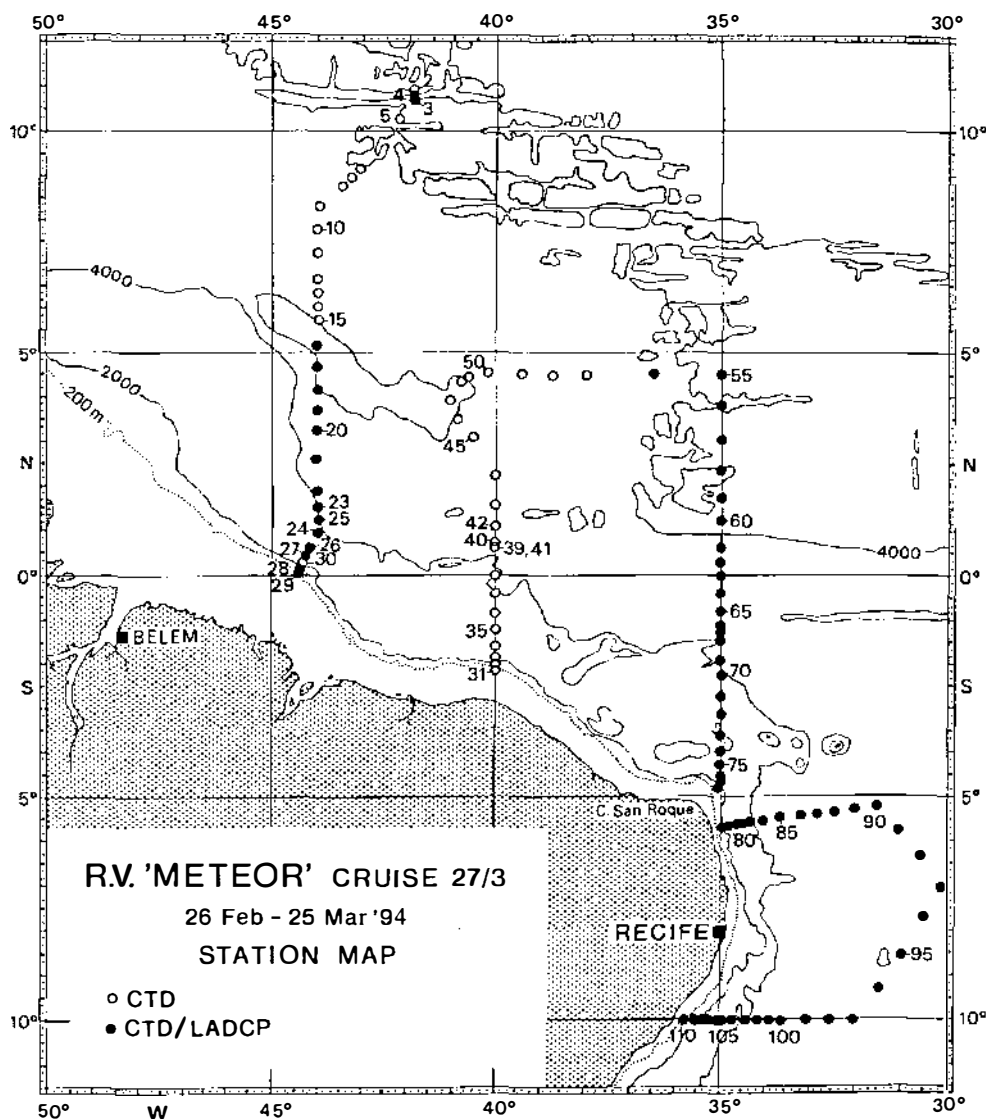 50° 45° 40° 35° 30°
2
4
3
5
10° 10°
10
4000
15
5° 50 5°
55
2000
200m
20
45
N N
23
24 25
42
60
26
40
39,41
27
30
4000
28
0° 0°
29
65
35
BELEM
31
70
S S
75
5° 5°
C. San Roque
80 85 90
R.V. 'METEOR' CRUISE 27/3
26 Feb - 25 Mar '94
STATION MAP
RECIFE
95
CTD
CTD/LADCP
10° 10°
110 105 100
50° W 45° 40° 35° 30°